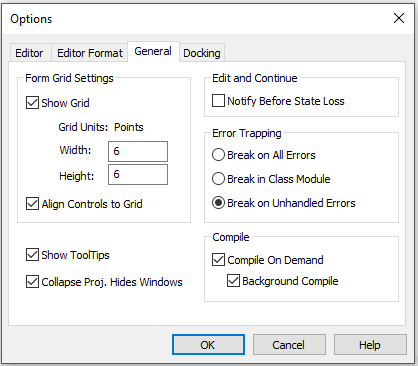 Options
Editor Editor Format General Docking
Form Grid Settings
Show Grid
Grid Units: Points
Width: 6
Height: 6
Align Controls to Grid
Show ToolTips
Collapse Proj. Hides Windows
Edit and Continue
Notify Before State Loss
Error Trapping
Break on All Errors
Break in Class Module
Break on Unhandled Errors
Compile
Compile On Demand
Background Compile
OK Cancel Help